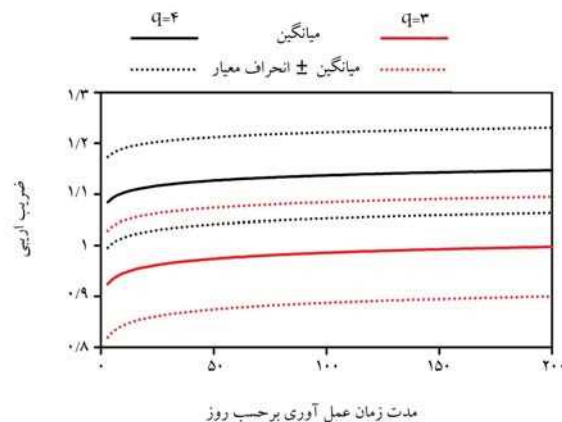 q=۳ میانگین q=۴
میانگین ± انحراف معیار
۱/۳
۱/۲
۱/۱
۱
۰/۹
۰/۸
ضریب اریبی
۰ ۵۰ ۱۰۰ ۱۵۰ ۲۰۰
مدت زمان عمل آوری برحسب روز